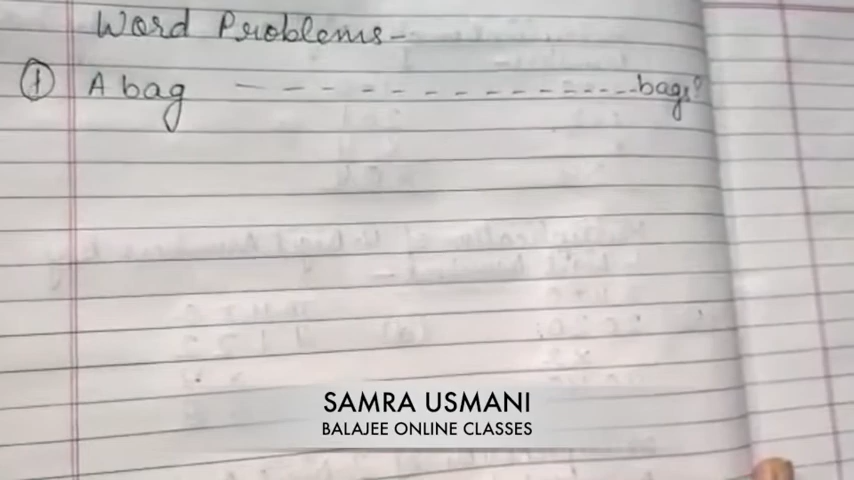 Word Problems-
① A bag - - - - - - - - - - - - - - - bags?
SAMRA USMANI
BALAJEE ONLINE CLASSES